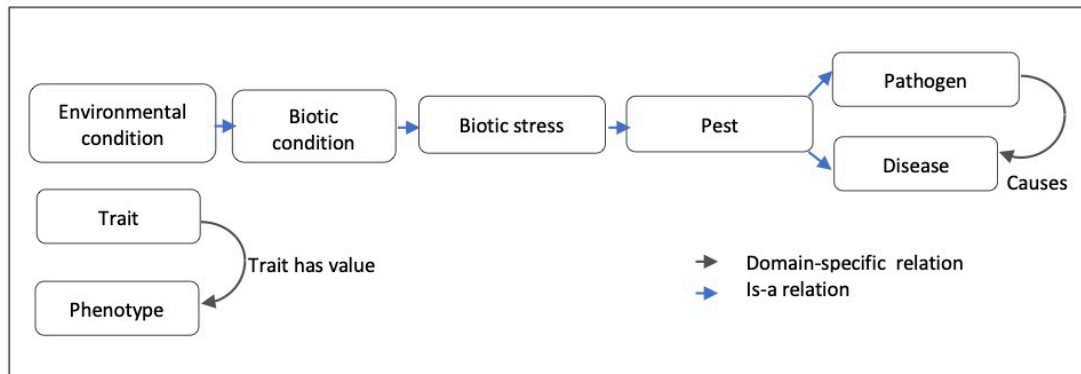 Environmental
condition
Biotic
condition
Biotic stress
Pest
Pathogen
Disease
Causes
Trait
Trait has value
Phenotype
Domain-specific relation
Is-a relation